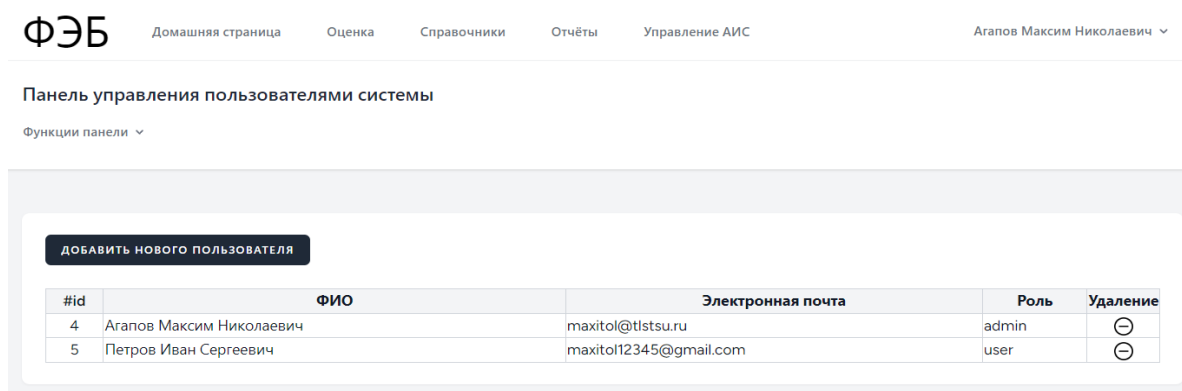 ФЭБ Домашняя страница Оценка Справочники Отчёты Управление АИС Агапов Максим Николаевич
Панель управления пользователями системы
Функции панели
ДОБАВИТЬ НОВОГО ПОЛЬЗОВАТЕЛЯ
#id ФИО Электронная почта Роль Удаление
4 Агапов Максим Николаевич maxitol@tlstsu.ru admin
5 Петров Иван Сергеевич maxitol12345@gmail.com user